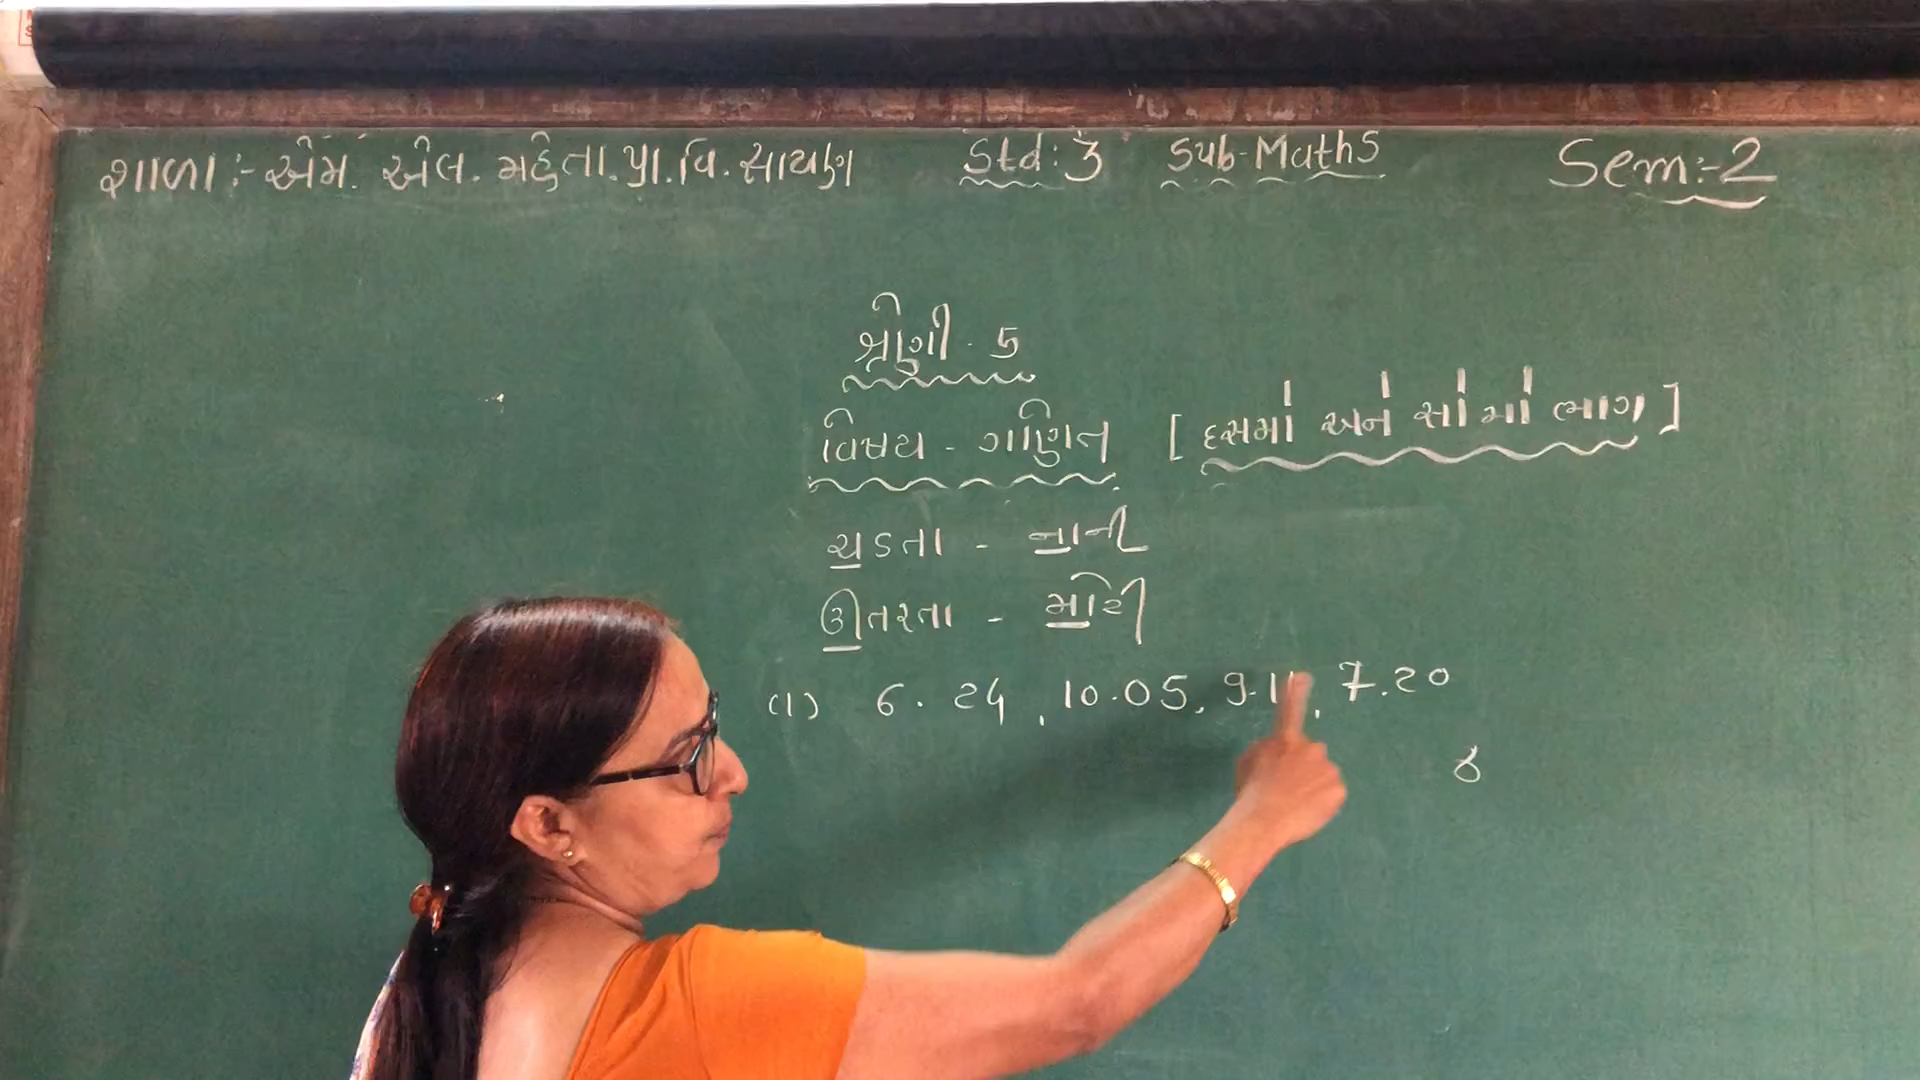 શાળા :- એમ. એલ. મહેતા. પ્રા. વિ. સાયણ Std : 3 Sub - Maths Sem :- 2
શ્રેણી - 5
વિષય - ગણિત [ દસમો અને સો મો ભાગ ]
ચડતા - નાની
ઊતરતા - મોટી
(1) 6.24, 10.05, 7.20